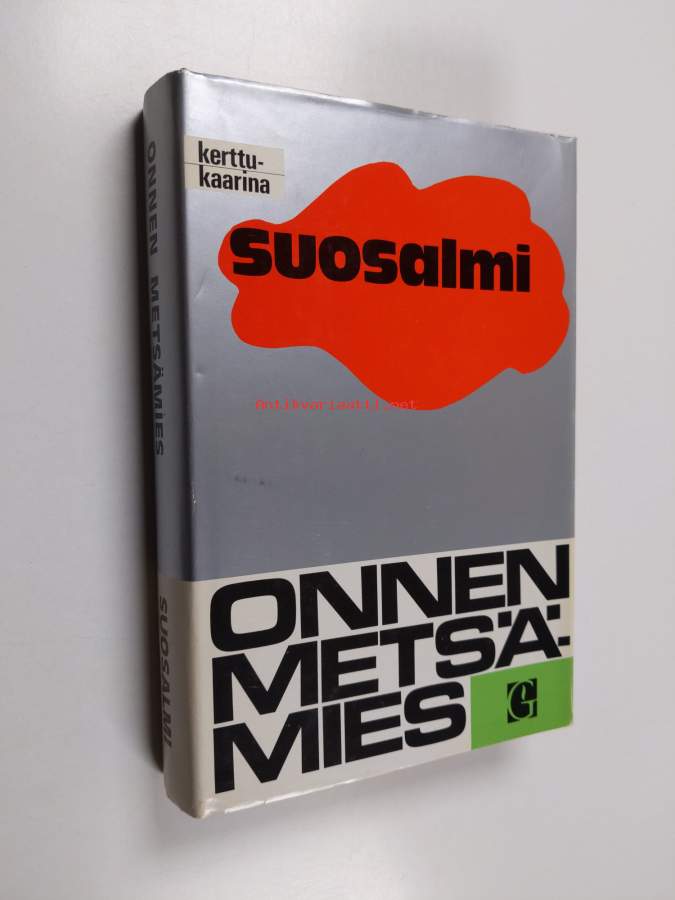 kerttu-
kaarina
suosalmi
Antikvariaatti.net
ONNEN
METSÄ-
MIES
G
ONNEN METSÄMIES
SUOSALMI